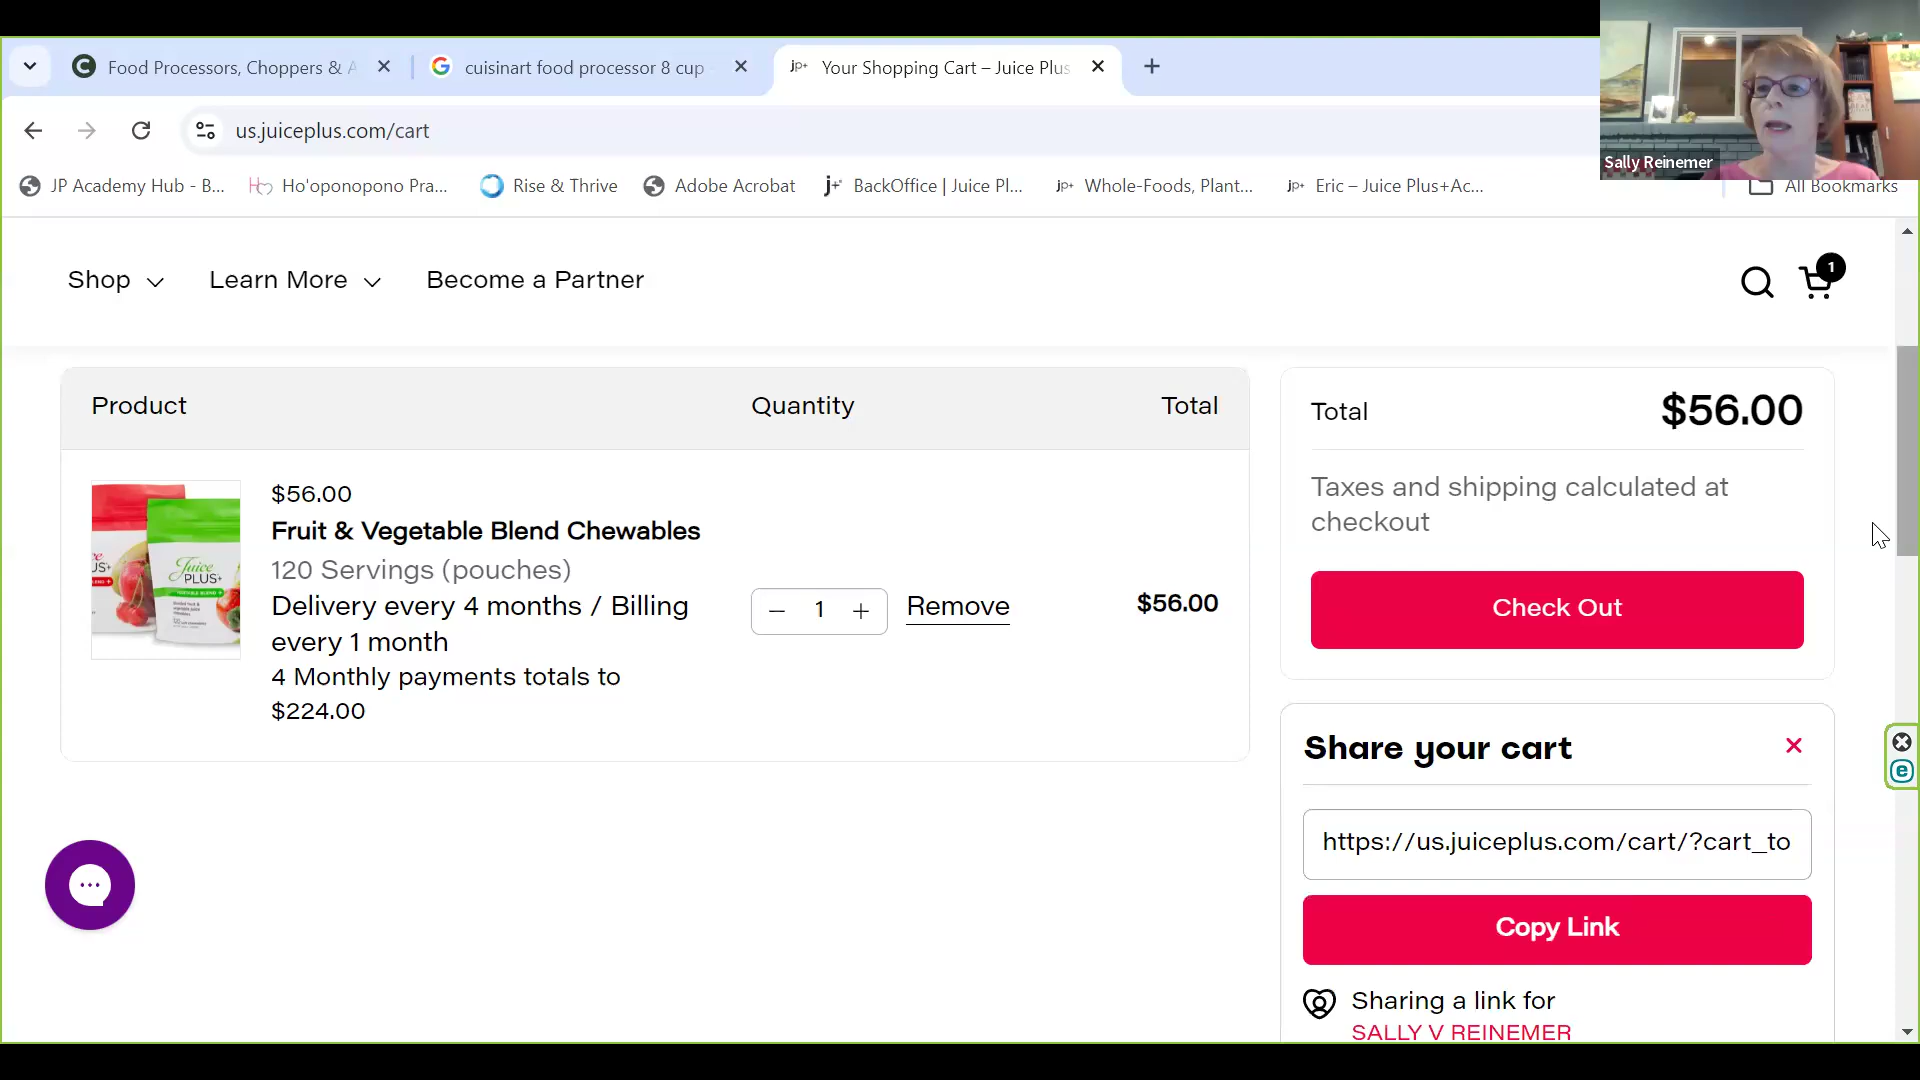 Food Processors, Choppers & A
cuisinart food processor 8 cup
jp+ Your Shopping Cart – Juice Plus
us.juiceplus.com/cart
Sally Reinemer
JP Academy Hub - B...
Ho'oponopono Pra...
Rise & Thrive
Adobe Acrobat
j+ BackOffice | Juice Pl...
jp+ Whole-Foods, Plant...
jp+ Eric – Juice Plus+Ac...
All Bookmarks
Shop
Learn More
Become a Partner
1
Product
Quantity
Total
$56.00
Fruit & Vegetable Blend Chewables
120 Servings (pouches)
Delivery every 4 months / Billing
every 1 month
4 Monthly payments totals to
$224.00
Juice
PLUS+
− 1 +
Remove
$56.00
Total
$56.00
Taxes and shipping calculated at
checkout
Check Out
Share your cart
https://us.juiceplus.com/cart/?cart_to
Copy Link
Sharing a link for
SALLY V REINEMER